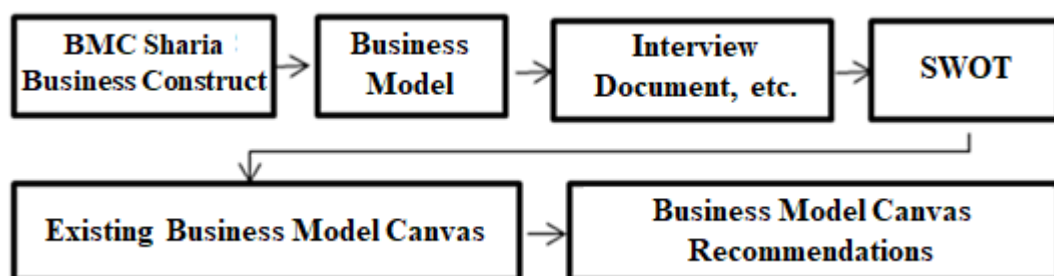 BMC Sharia :
Business Construct
Business
Model
Interview
Document, etc.
SWOT
Existing Business Model Canvas
Business Model Canvas
Recommendations